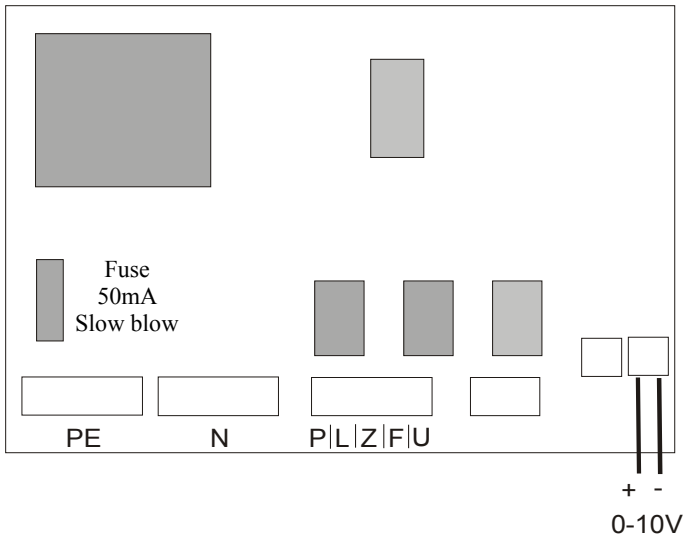 Fuse
50mA
Slow blow
PE N P|L|Z|F|U
+ -
0-10V